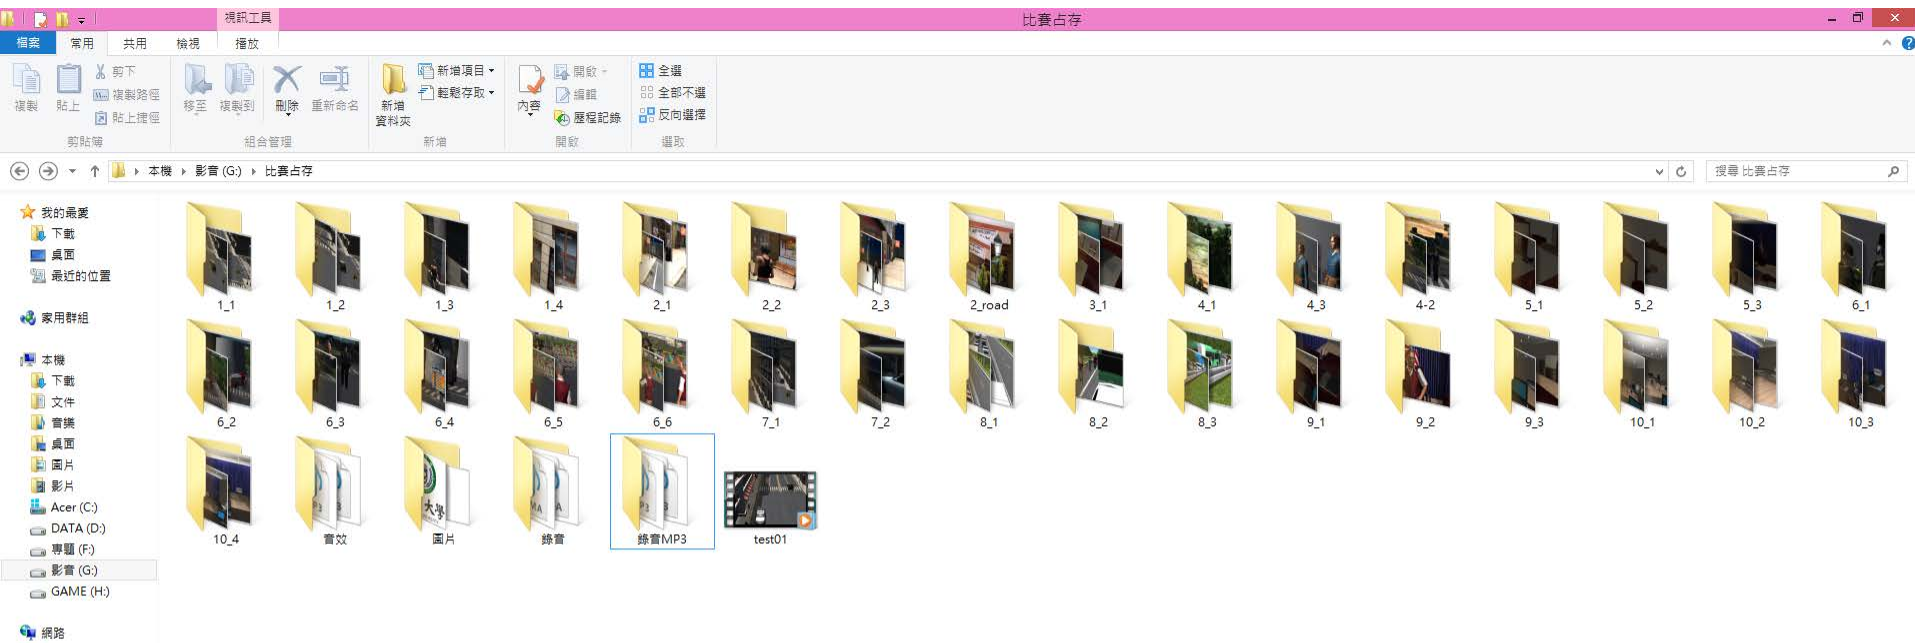 視訊工具
比賽占存
檔案 常用 共用 檢視 播放
複製
貼上
剪下
複製路徑
貼上捷徑
剪貼簿
移至
複製到
刪除
重新命名
組合管理
新增
資料夾
新增項目
輕鬆存取
新增
內容
開啟
編輯
歷程記錄
開啟
全選
全部不選
反向選擇
選取
本機 影音 (G:) 比賽占存
搜尋 比賽占存
我的最愛
下載
桌面
最近的位置
家用群組
本機
下載
文件
音樂
桌面
圖片
影片
Acer (C:)
DATA (D:)
專題 (F:)
影音 (G:)
GAME (H:)
網路
1_1 1_2 1_3 1_4 2_1 2_2 2_3 2_road 3_1 4_1 4_3 4-2 5_1 5_2 5_3 6_1
6_2 6_3 6_4 6_5 6_6 7_1 7_2 8_1 8_2 8_3 9_1 9_2 9_3 10_1 10_2 10_3
大學
10_4 音效 圖片 錄音 錄音MP3 test01